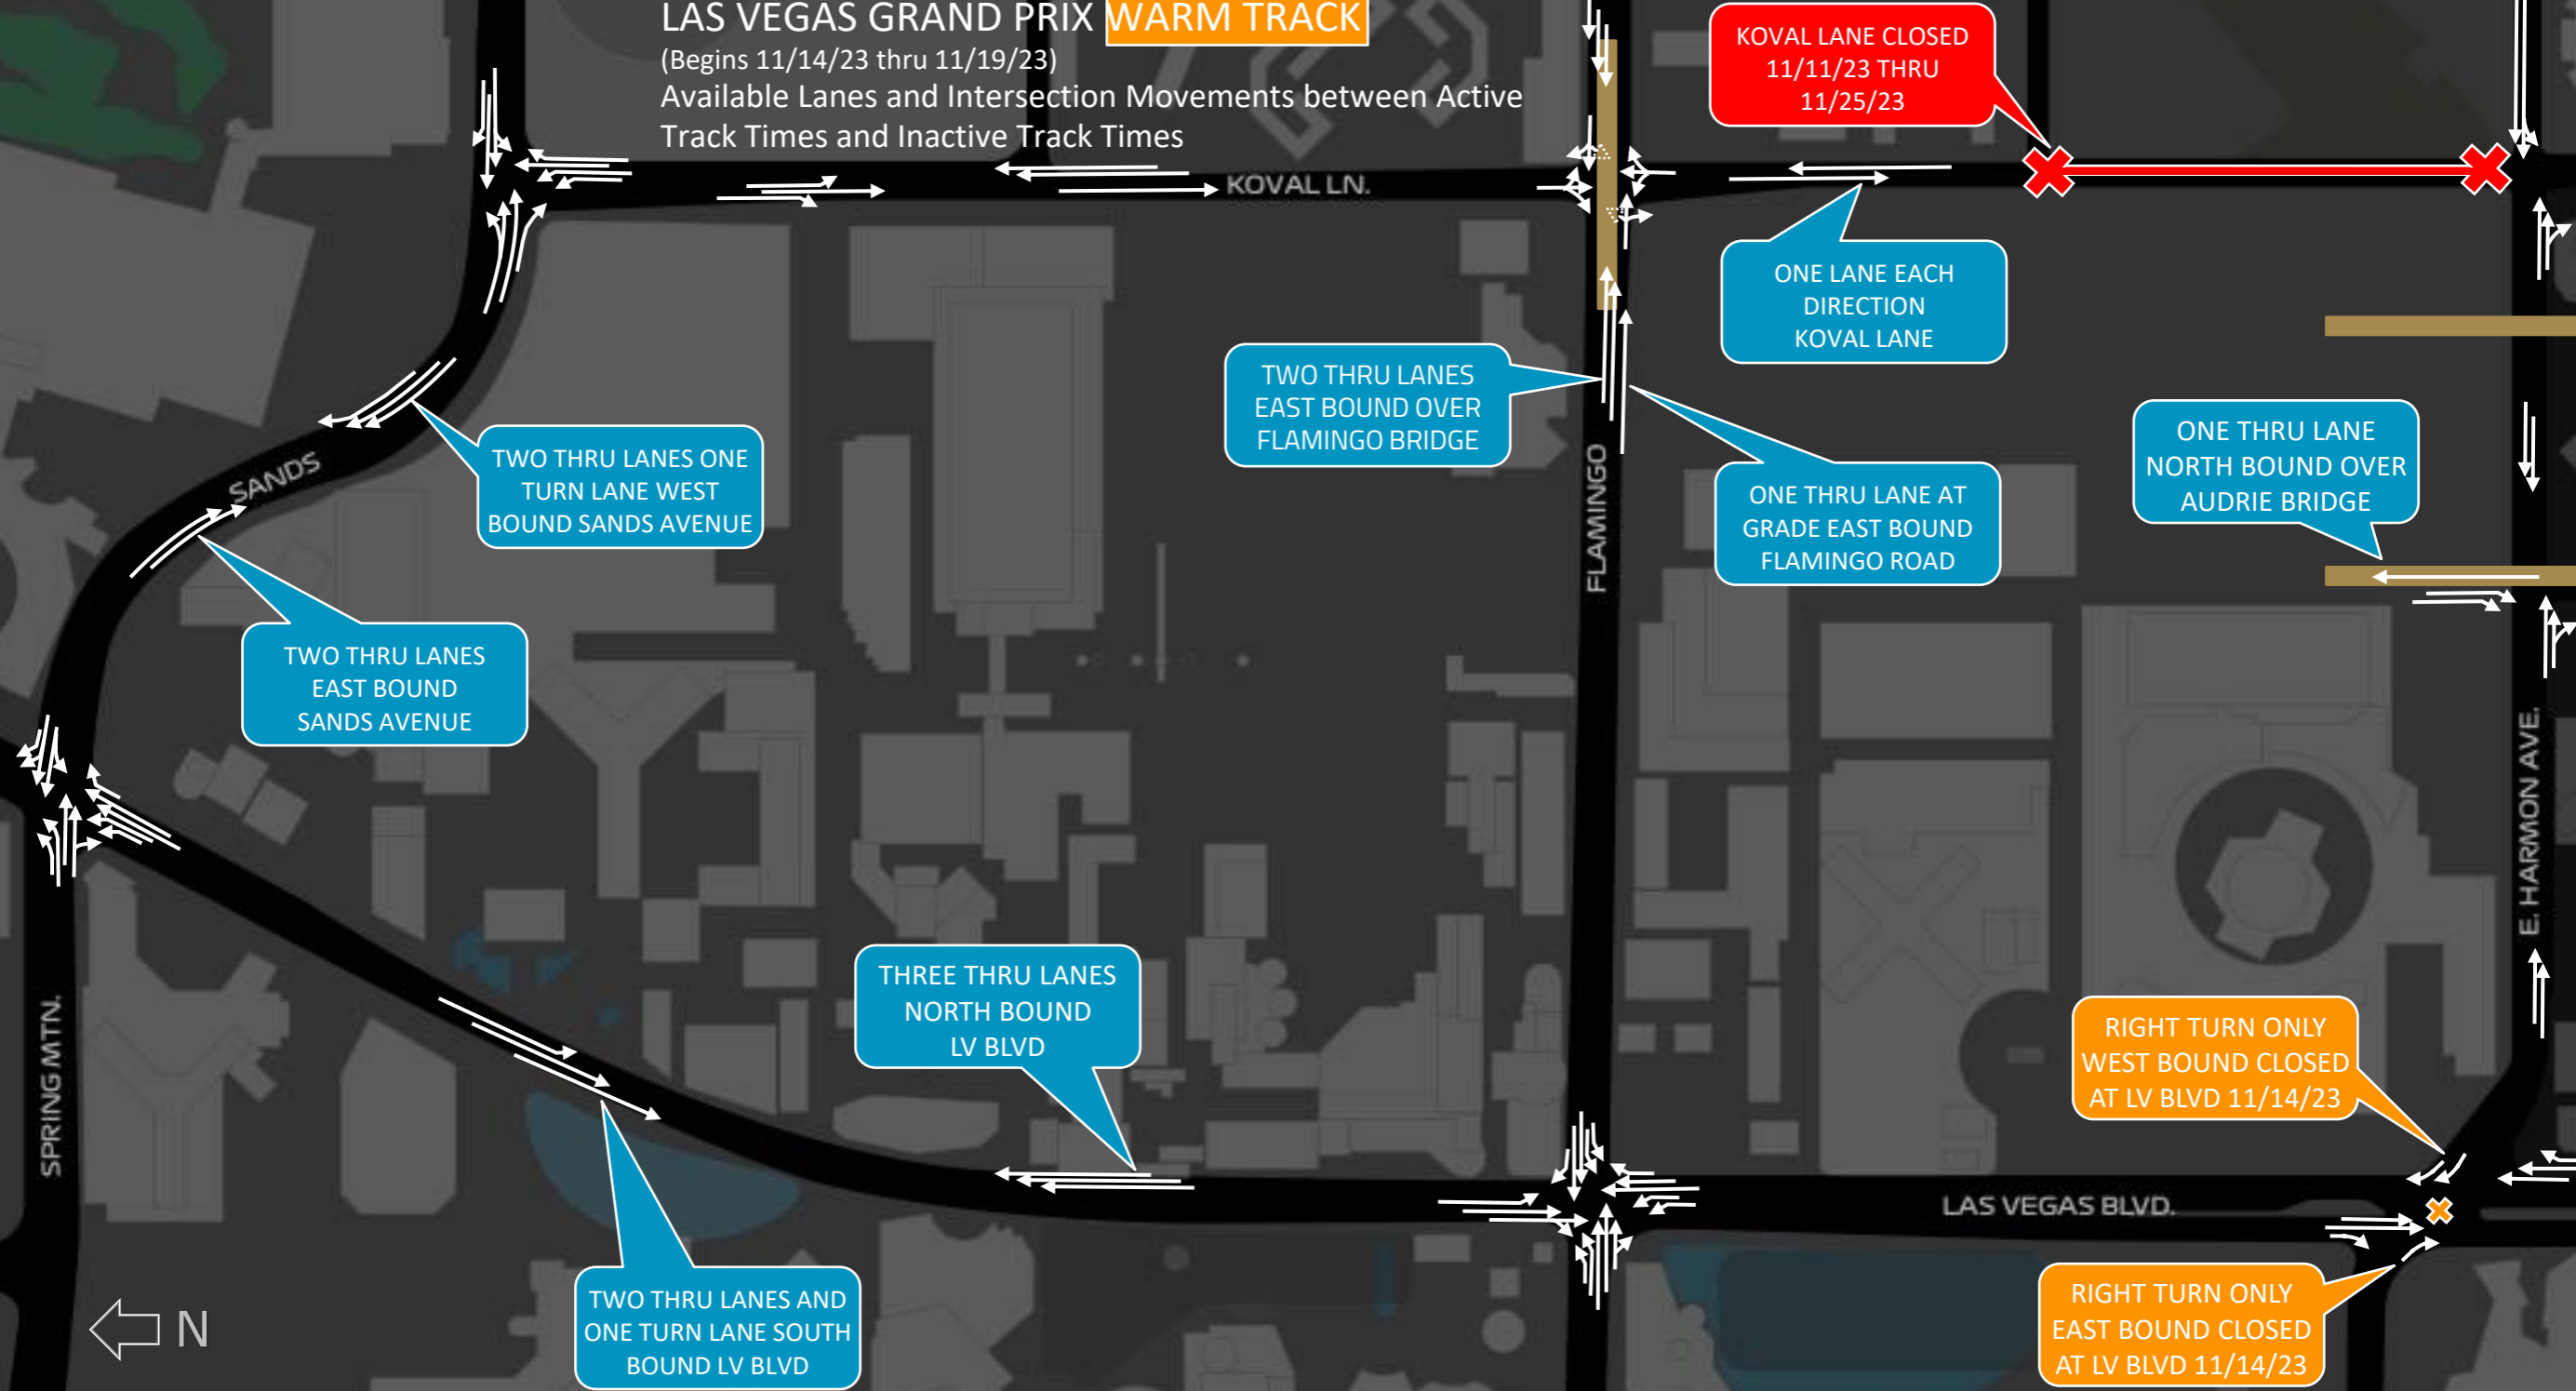 LAS VEGAS GRAND PRIX WARM TRACK
(Begins 11/14/23 thru 11/19/23)
Available Lanes and Intersection Movements between Active
Track Times and Inactive Track Times
KOVAL LANE CLOSED
11/11/23 THRU
11/25/23
KOVAL LN.
ONE LANE EACH
DIRECTION
KOVAL LANE
TWO THRU LANES
EAST BOUND OVER
FLAMINGO BRIDGE
ONE THRU LANE AT
GRADE EAST BOUND
FLAMINGO ROAD
ONE THRU LANE
NORTH BOUND OVER
AUDRIE BRIDGE
TWO THRU LANES ONE
TURN LANE WEST
BOUND SANDS AVENUE
SANDS
FLAMINGO
TWO THRU LANES
EAST BOUND
SANDS AVENUE
E. HARMON AVE.
THREE THRU LANES
NORTH BOUND
LV BLVD
RIGHT TURN ONLY
WEST BOUND CLOSED
AT LV BLVD 11/14/23
SPRING MTN.
LAS VEGAS BLVD.
TWO THRU LANES AND
ONE TURN LANE SOUTH
BOUND LV BLVD
RIGHT TURN ONLY
EAST BOUND CLOSED
AT LV BLVD 11/14/23
N